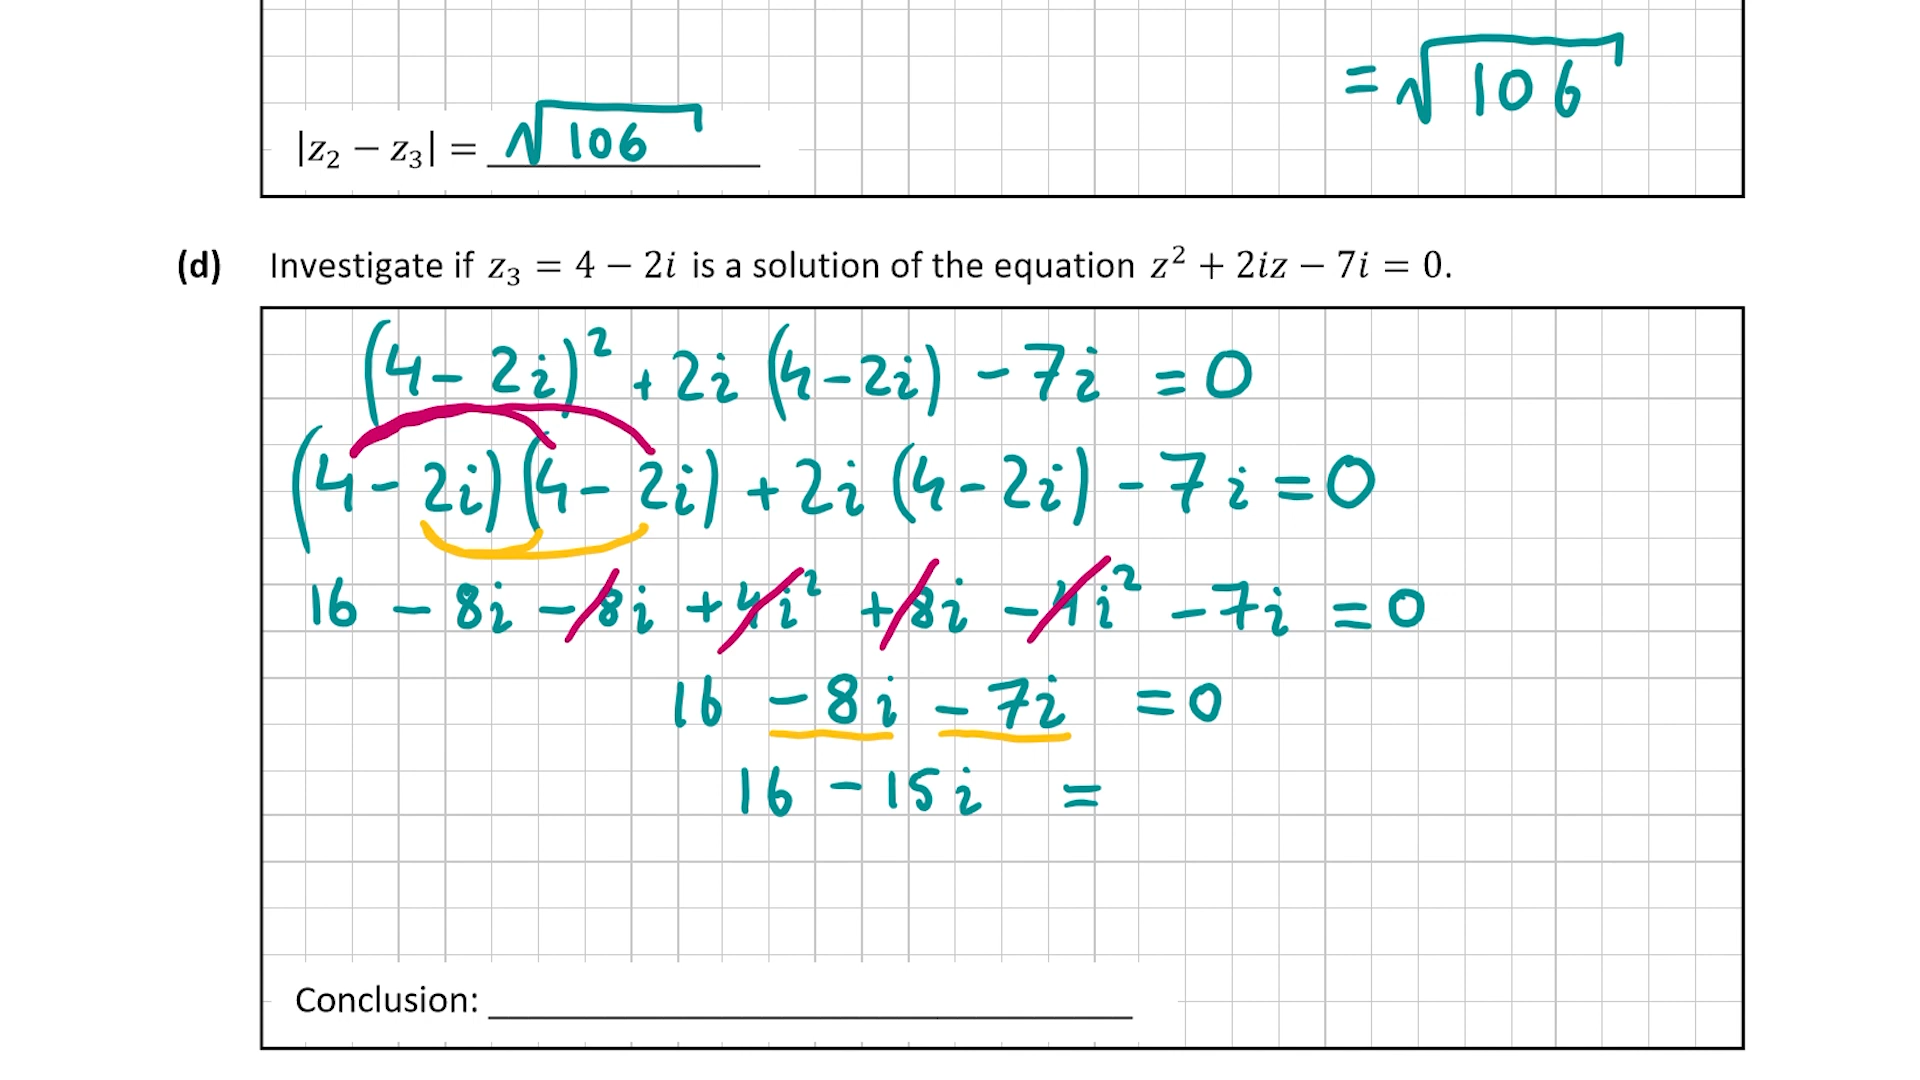 = √106
|z₂ − z₃| = √106
(d) Investigate if z₃ = 4 − 2i is a solution of the equation z² + 2iz − 7i = 0.
(4 − 2i)² + 2i (4 − 2i) − 7i = 0
(4 − 2i)(4 − 2i) + 2i (4 − 2i) − 7i = 0
16 − 8i − 8i + 4i² + 8i − 4i² − 7i = 0
16 − 8i − 7i = 0
16 − 15i =
Conclusion: